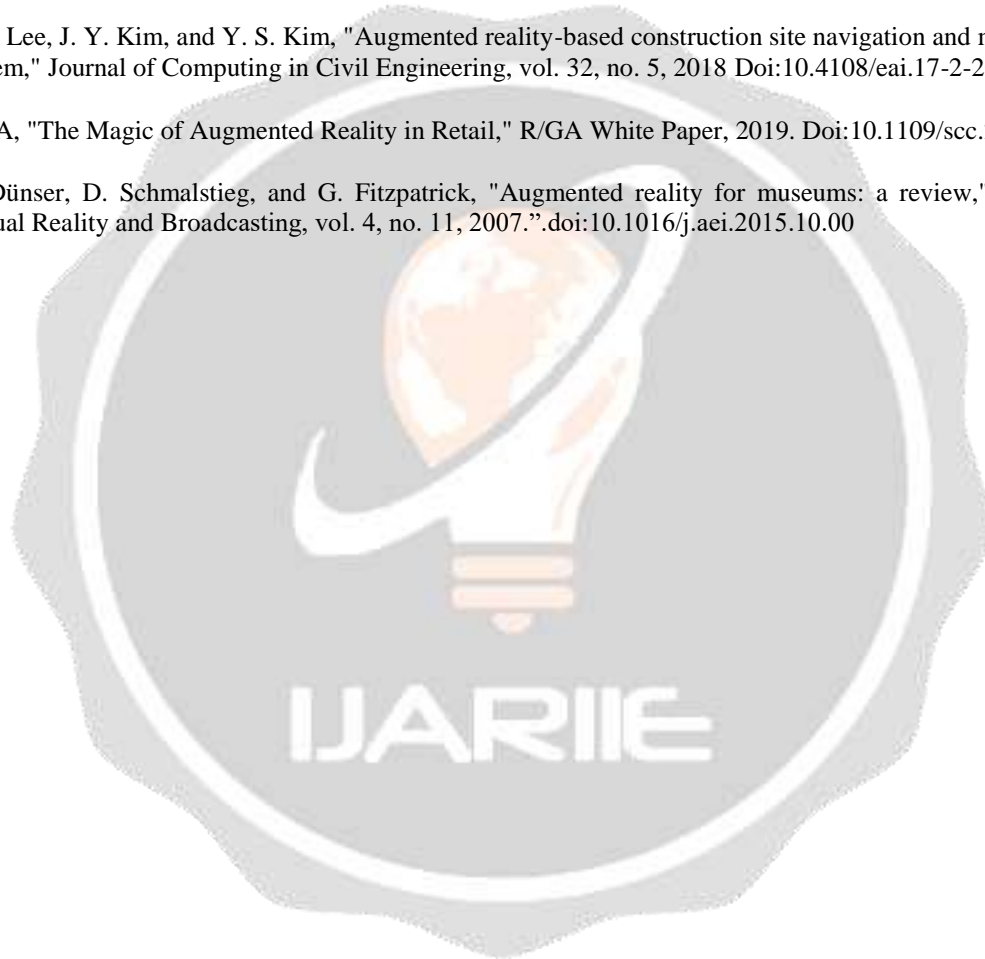 Lee, J. Y. Kim, and Y. S. Kim, "Augmented reality-based construction site navigation and
em," Journal of Computing in Civil Engineering, vol. 32, no. 5, 2018 Doi:10.4108/eai.17-2-2
A, "The Magic of Augmented Reality in Retail," R/GA White Paper, 2019. Doi:10.1109/scc.
Dünser, D. Schmalstieg, and G. Fitzpatrick, "Augmented reality for museums: a review,"
ual Reality and Broadcasting, vol. 4, no. 11, 2007.”.doi:10.1016/j.aei.2015.10.00
IJARIIE